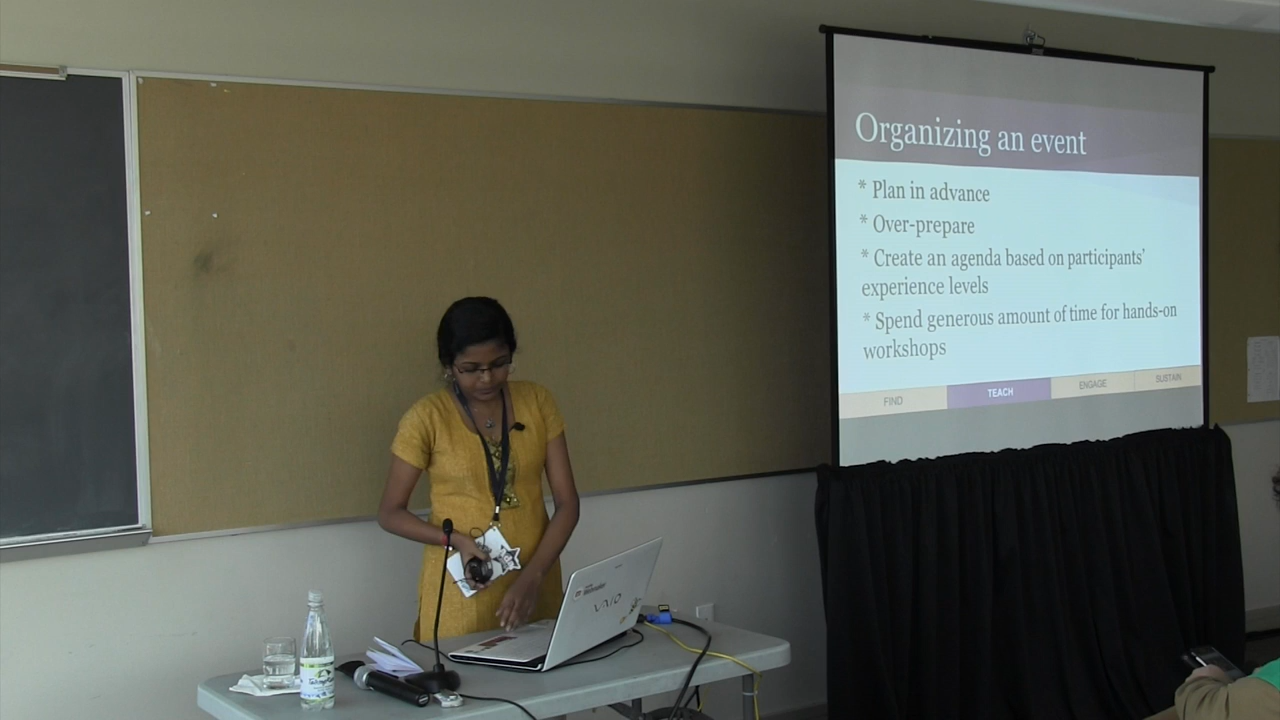 Organizing an event
* Plan in advance
* Over-prepare
* Create an agenda based on participants'
experience levels
* Spend generous amount of time for hands-on
workshops
FIND TEACH ENGAGE SUSTAIN
VAIO